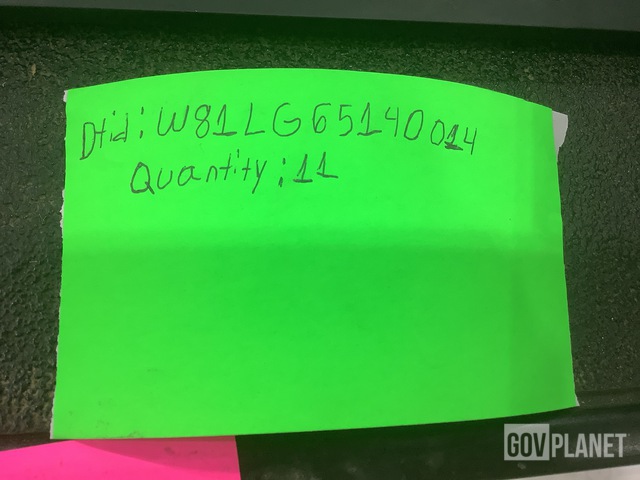 Dtid: W81LG65140014
Quantity: 11
GOVPLANET